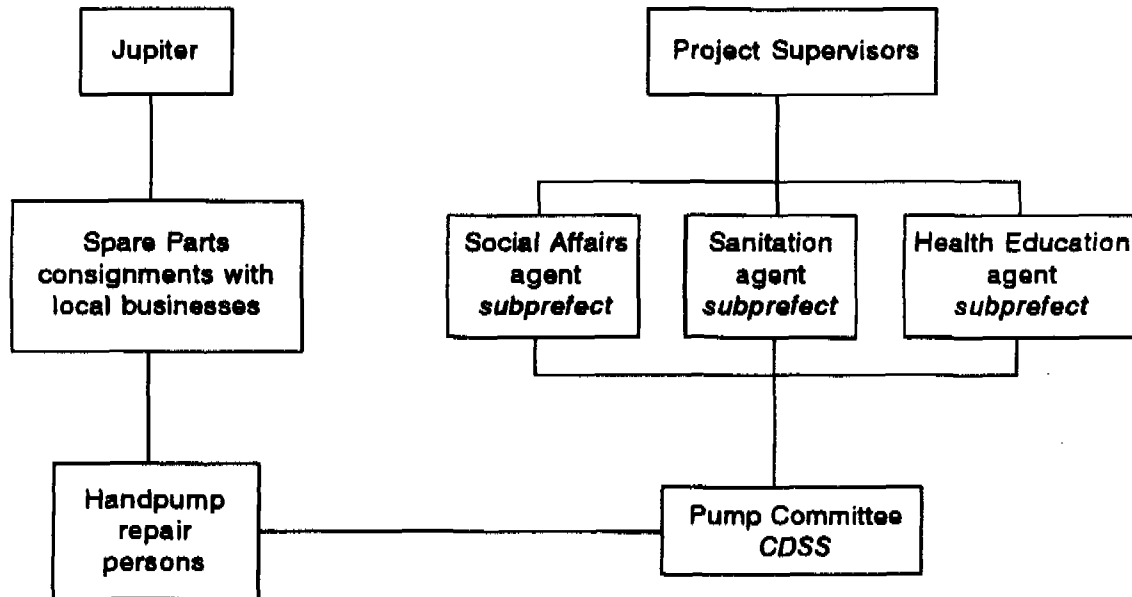 Jupiter
Project Supervisors
Spare Parts
consignments with
local businesses
Social Affairs
agent
subprefect
Sanitation
agent
subprefect
Health Education
agent
subprefect
Handpump
repair
persons
Pump Committee
CDSS